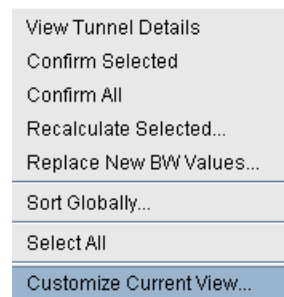 View Tunnel Details
Confirm Selected
Confirm All
Recalculate Selected...
Replace New BW Values...
Sort Globally...
Select All
Customize Current View...